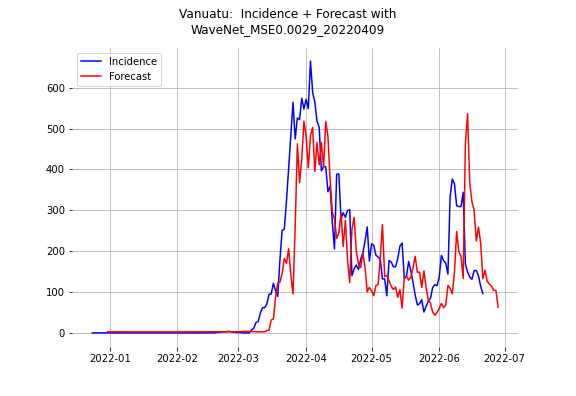 Vanuatu:  Incidence + Forecast with
WaveNet_MSE0.0029_20220409
Incidence
Forecast
600
500
400
300
200
100
0
2022-01 2022-02 2022-03 2022-04 2022-05 2022-06 2022-07